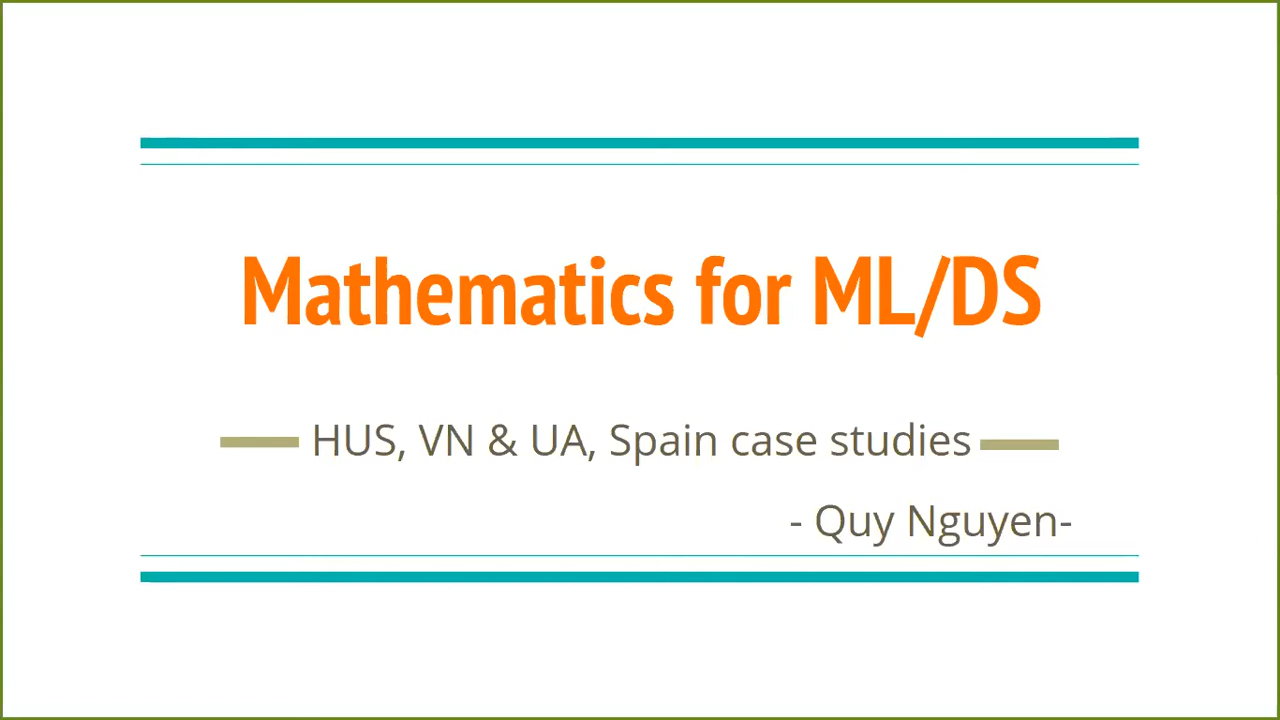 Mathematics for ML/DS
HUS, VN & UA, Spain case studies
- Quy Nguyen-